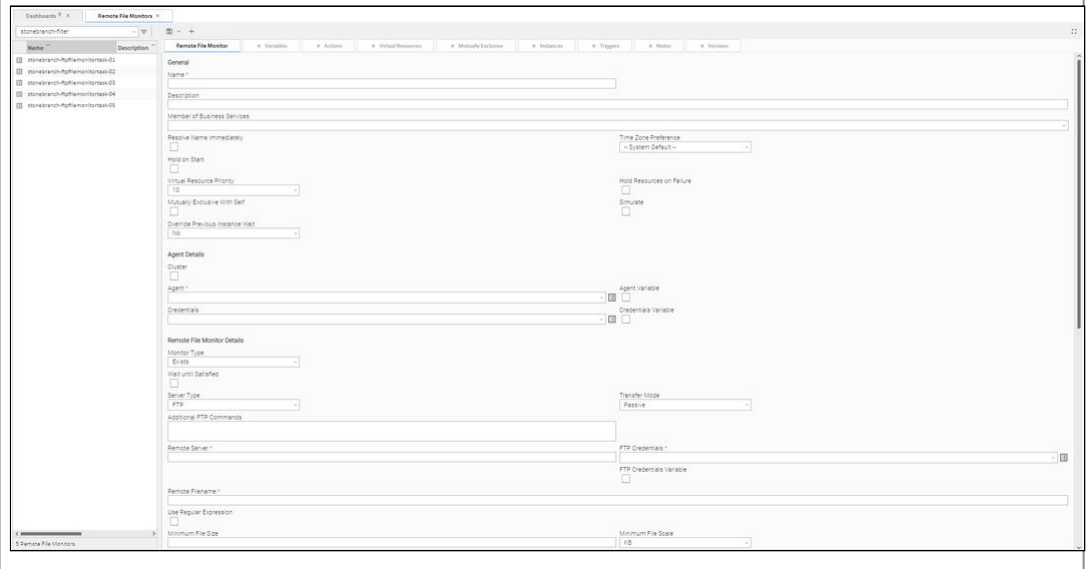 Dashboards
Remote File Monitors
stonebranch-filter
Name
Description
stonebranch-ftpfilemonitortask-01
stonebranch-ftpfilemonitortask-02
stonebranch-ftpfilemonitortask-03
stonebranch-ftpfilemonitortask-04
stonebranch-ftpfilemonitortask-05
5 Remote File Monitors
Remote File Monitor Variables Actions Virtual Resources Mutually Exclusive Instances Triggers Notes Versions
General
Name *
Description
Member of Business Services
Resolve Name Immediately
Time Zone Preference
-- System Default --
Hold on Start
Virtual Resource Priority
10
Hold Resources on Failure
Mutually Exclusive With Self
Simulate
Override Previous Instance Wait
No
Agent Details
Cluster
Agent *
Agent Variable
Credentials
Credentials Variable
Remote File Monitor Details
Monitor Type
Exists
Wait until Satisfied
Server Type
FTP
Transfer Mode
Passive
Additional FTP Commands
Remote Server *
FTP Credentials *
FTP Credentials Variable
Remote Filename *
Use Regular Expression
Minimum File Size
Minimum File Scale
KB